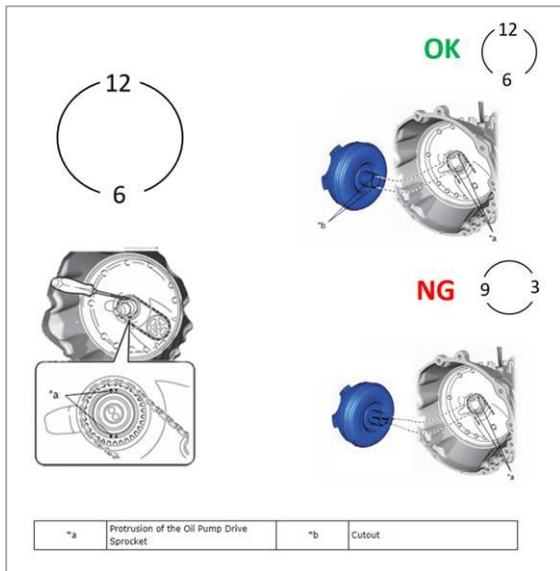 12
6
OK
12
6
*b
*a
NG
9
3
*a
*a
*a
Protrusion of the Oil Pump Drive
Sprocket
*b
Cutout